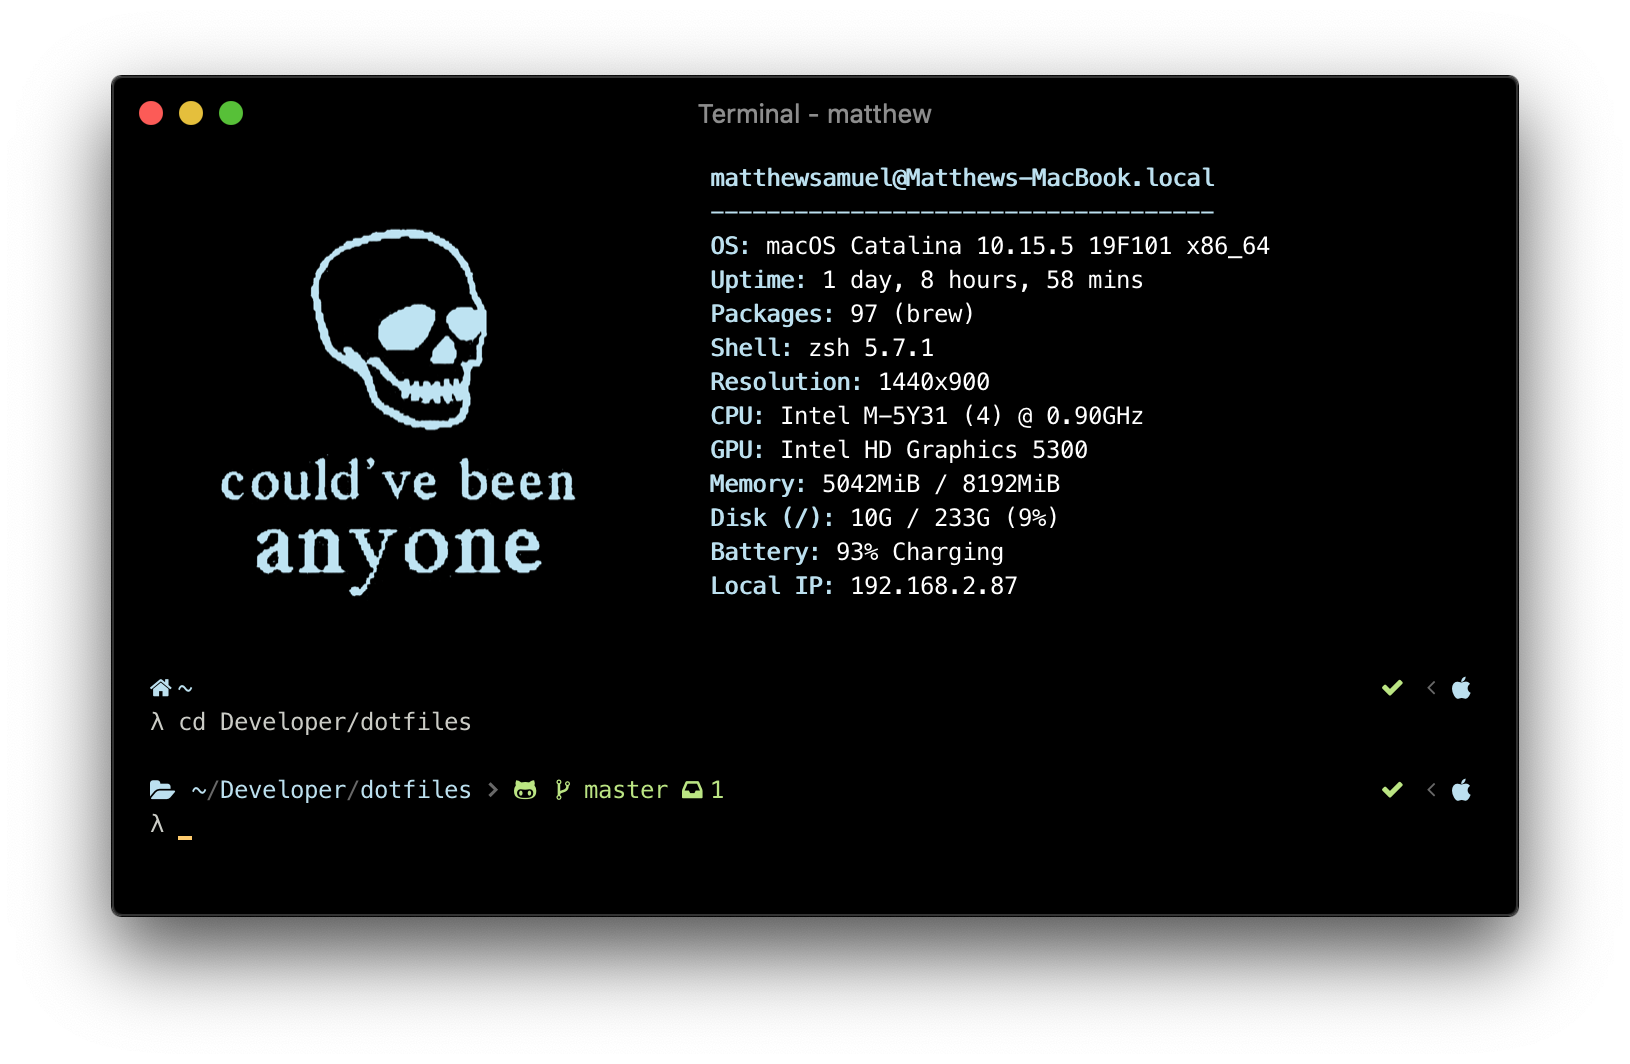 Terminal - matthew
could've been
anyone
matthewsamuel@Matthews-MacBook.local
------------------------------------
OS: macOS Catalina 10.15.5 19F101 x86_64
Uptime: 1 day, 8 hours, 58 mins
Packages: 97 (brew)
Shell: zsh 5.7.1
Resolution: 1440x900
CPU: Intel M-5Y31 (4) @ 0.90GHz
GPU: Intel HD Graphics 5300
Memory: 5042MiB / 8192MiB
Disk (/): 10G / 233G (9%)
Battery: 93% Charging
Local IP: 192.168.2.87
~ <
λ cd Developer/dotfiles
~/Developer/dotfiles > master 1 <
λ _